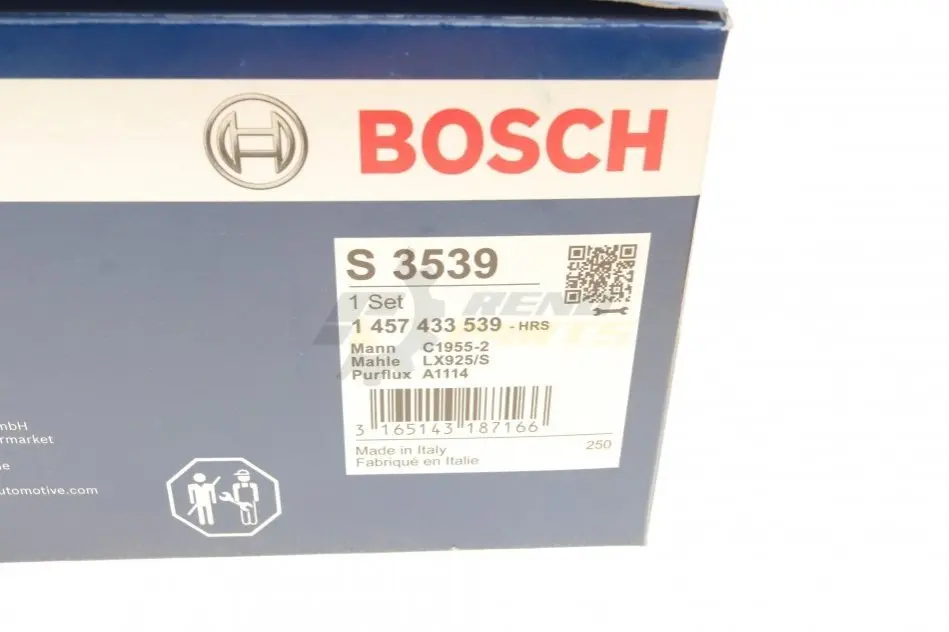 BOSCH
S 3539
1 Set
1 457 433 539 - HRS
Mann C1955-2
Mahle LX925/S
Purflux A1114
3 165143 187166
Made in Italy
Fabriqué en Italie
250
mbH
rmarket
utomotive.com